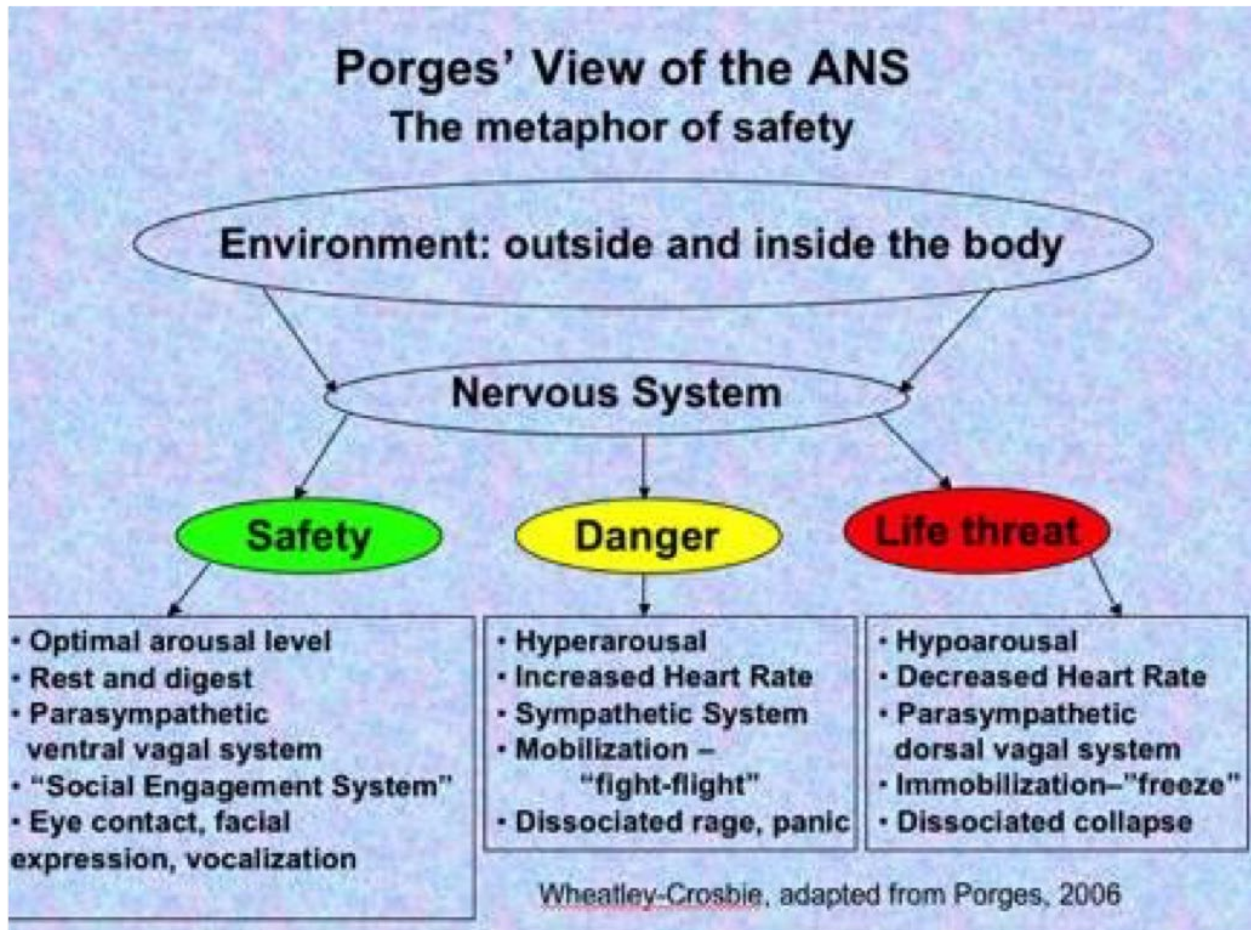 Porges’ View of the ANS
The metaphor of safety
Environment: outside and inside the body
Nervous System
Safety
Danger
Life threat
• Optimal arousal level
• Rest and digest
• Parasympathetic
ventral vagal system
• “Social Engagement System”
• Eye contact, facial
expression, vocalization
• Hyperarousal
• Increased Heart Rate
• Sympathetic System
• Mobilization –
“fight-flight”
• Dissociated rage, panic
• Hypoarousal
• Decreased Heart Rate
• Parasympathetic
dorsal vagal system
• Immobilization–”freeze”
• Dissociated collapse
Wheatley-Crosbie, adapted from Porges, 2006